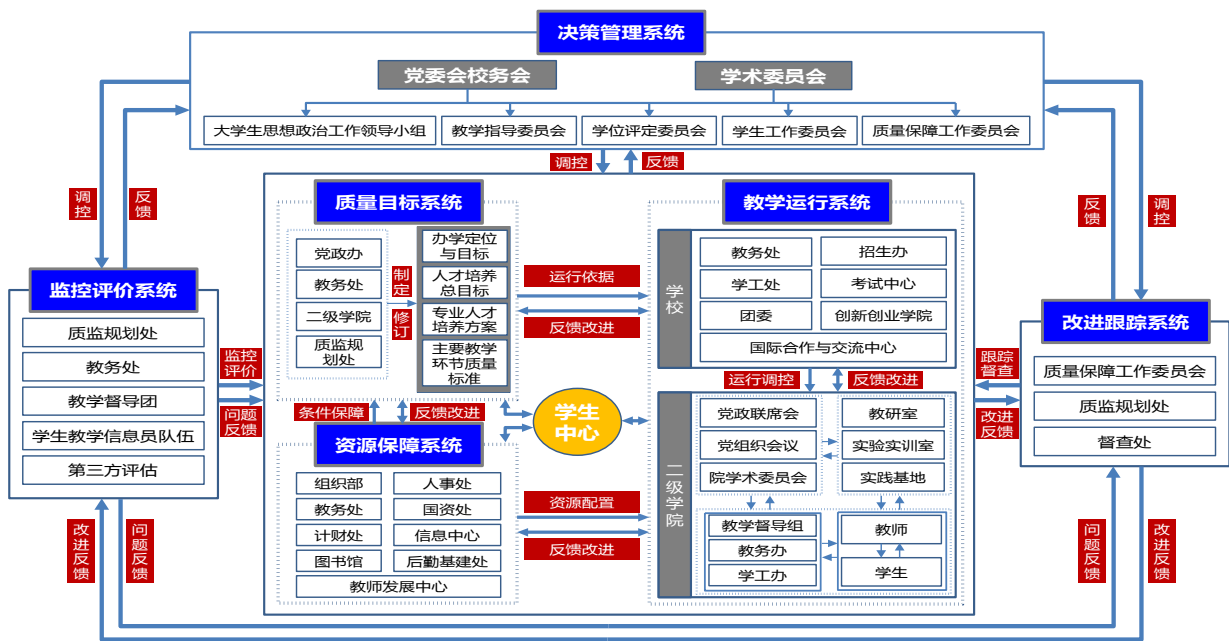 决策管理系统
党委会校务会
学术委员会
大学生思想政治工作领导小组
教学指导委员会
学位评定委员会
学生工作委员会
质量保障工作委员会
调控
反馈
调控
反馈
反馈
调控
监控评价系统
质监规划处
教务处
教学督导团
学生教学信息员队伍
第三方评估
监控
评价
问题
反馈
质量目标系统
党政办
教务处
二级学院
质监规
划处
制定
修订
办学定位
与目标
人才培养
总目标
专业人才
培养方案
主要教学
环节质量
标准
运行依据
反馈改进
条件保障
反馈改进
学生
中心
资源保障系统
组织部
人事处
教务处
国资处
计财处
信息中心
图书馆
后勤基建处
教师发展中心
资源配置
反馈改进
教学运行系统
学校
教务处
招生办
学工处
考试中心
团委
创新创业学院
国际合作与交流中心
运行调控
反馈改进
二级学院
党政联席会
教研室
党组织会议
实验实训室
院学术委员会
实践基地
教学督导组
教师
教务办
学工办
学生
跟踪
督查
改进
反馈
改进跟踪系统
质量保障工作委员会
质监规划处
督查处
改进反馈
问题反馈
问题反馈
改进反馈